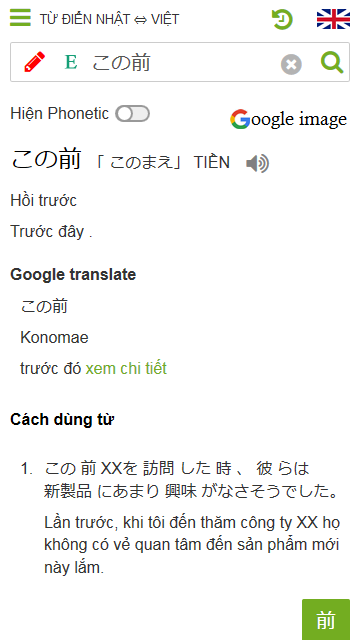 TỪ ĐIỂN NHẬT ⇔ VIỆT
E この前
Hiện Phonetic
Google image
この前 「 このまえ」 TIỀN
Hồi trước
Trước đây .
Google translate
この前
Konomae
trước đó xem chi tiết
Cách dùng từ
1. この 前 XXを 訪問 した 時 、 彼 らは
新製品 にあまり 興味 がなさそうでした。
Lần trước, khi tôi đến thăm công ty XX họ
không có vẻ quan tâm đến sản phẩm mới
này lắm.
前